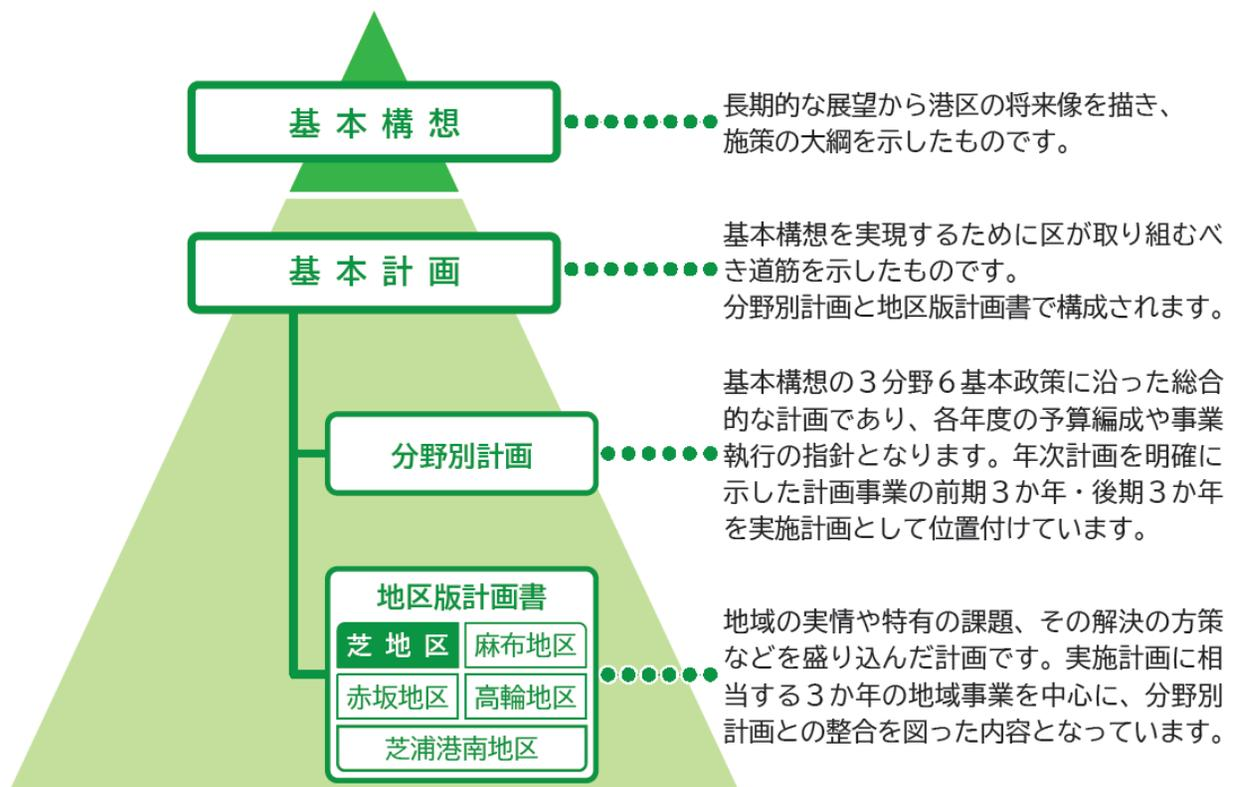 基本構想
長期的な展望から港区の将来像を描き、
施策の大綱を示したものです。
基本計画
基本構想を実現するために区が取り組むべ
き道筋を示したものです。
分野別計画と地区版計画書で構成されます。
分野別計画
基本構想の３分野６基本政策に沿った総合
的な計画であり、各年度の予算編成や事業
執行の指針となります。年次計画を明確に
示した計画事業の前期３か年・後期３か年
を実施計画として位置付けています。
地区版計画書
芝地区
麻布地区
赤坂地区
高輪地区
芝浦港南地区
地域の実情や特有の課題、その解決の方策
などを盛り込んだ計画です。実施計画に相
当する３か年の地域事業を中心に、分野別
計画との整合を図った内容となっています。